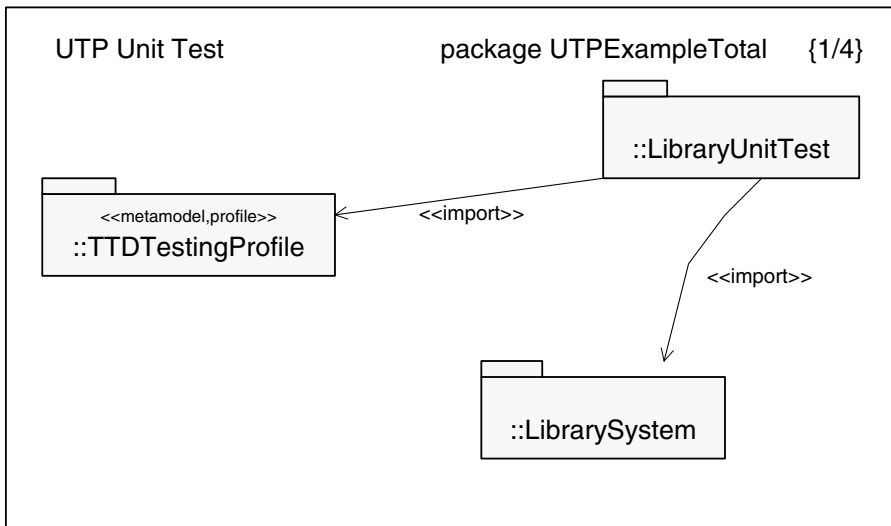 UTP Unit Test
package UTPExampleTotal {1/4}
::LibraryUnitTest
<<metamodel,profile>>
::TTDTestingProfile
<<import>>
<<import>>
::LibrarySystem